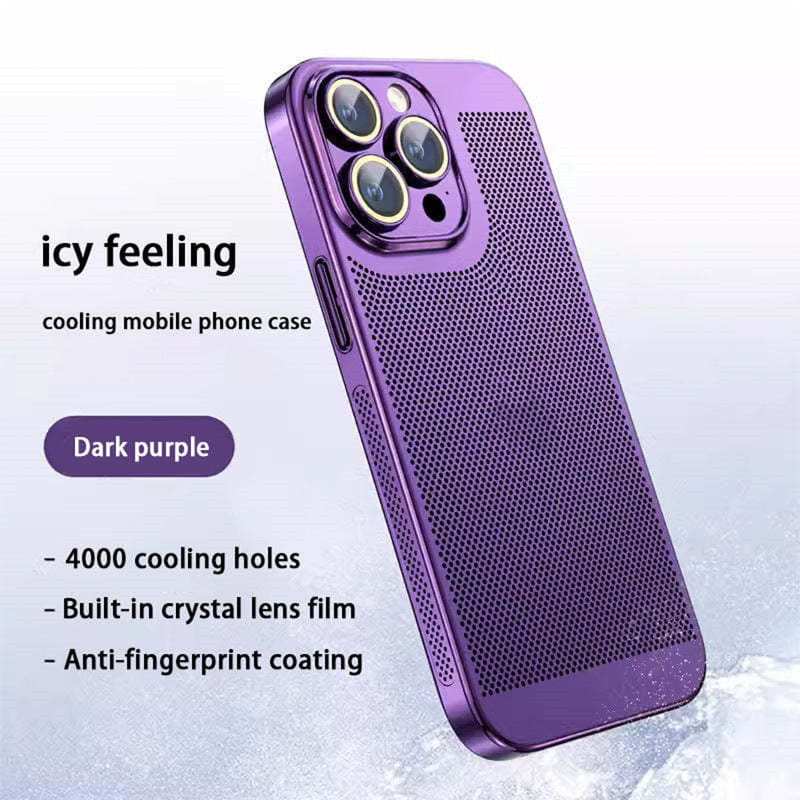 icy feeling
cooling mobile phone case
Dark purple
- 4000 cooling holes
- Built-in crystal lens film
- Anti-fingerprint coating